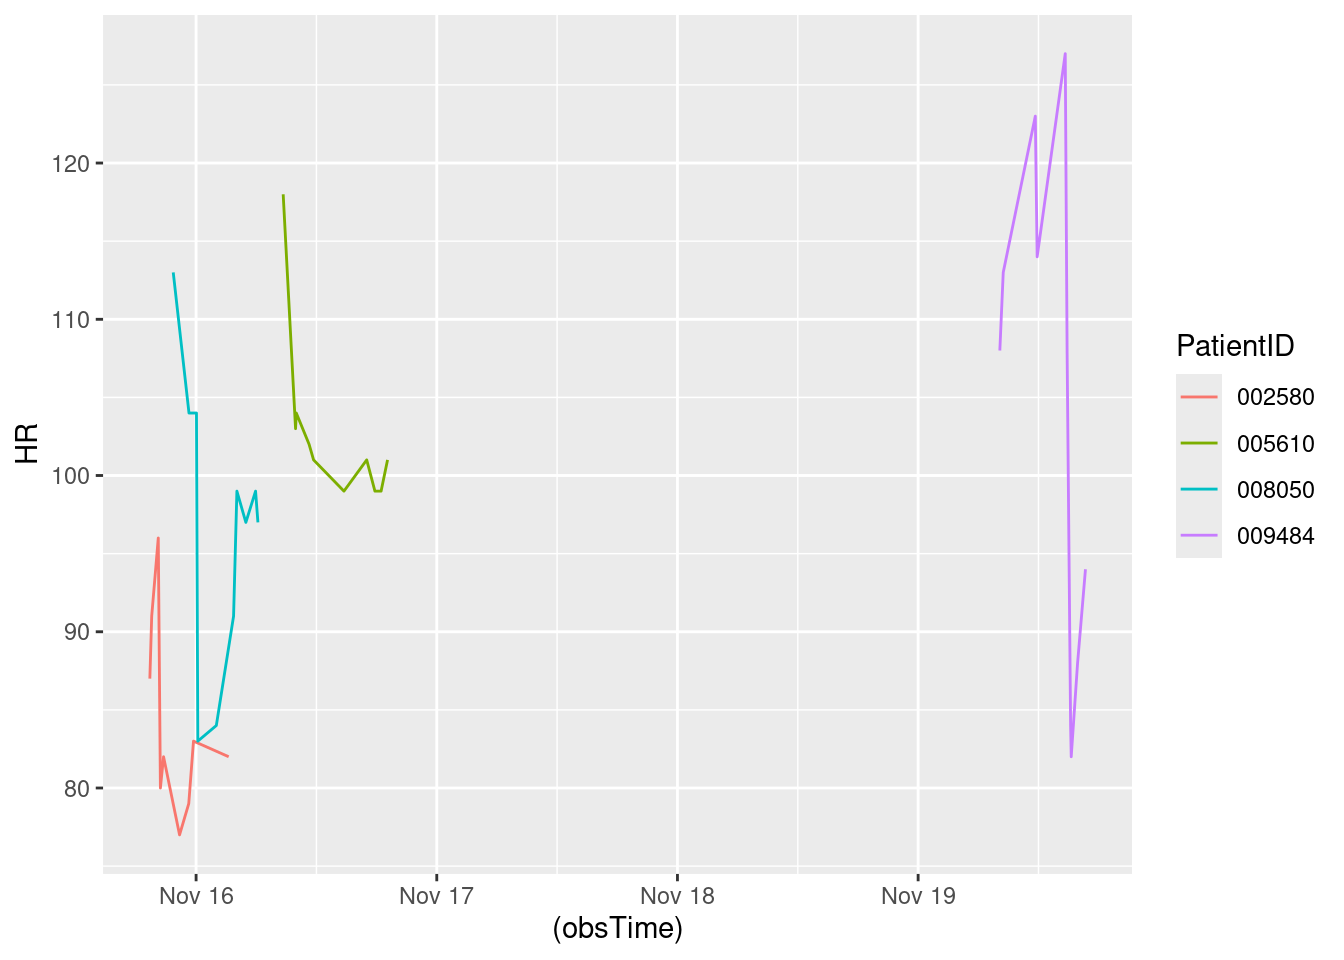 120
110
100
90
80
HR
Nov 16
Nov 17
Nov 18
Nov 19
(obsTime)
PatientID
002580
005610
008050
009484